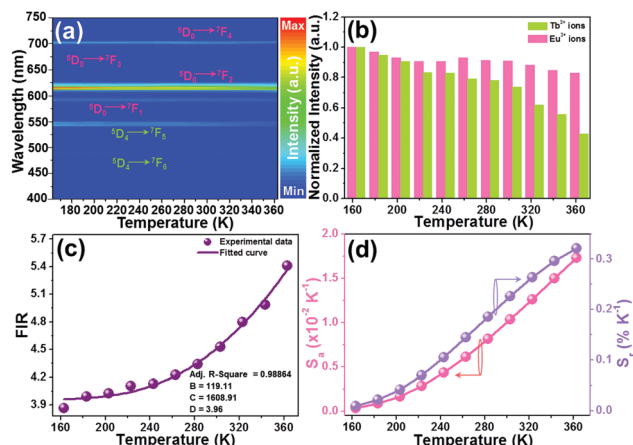 (a)
750
700
650
600
550
500
450
400
Wavelength (nm)
⁵D₀⟶⁷F₄
⁵D₀⟶⁷F₃
⁵D₀⟶⁷F₂
⁵D₀⟶⁷F₁
⁵D₄⟶⁷F₅
⁵D₄⟶⁷F₆
180 200 220 240 260 280 300 320 340 360
Temperature (K)
Max
Intensity (a.u.)
Min
(b)
Tb³⁺ ions
Eu³⁺ ions
1.2
1.0
0.8
0.6
0.4
0.2
0.0
Normalized Intensity (a.u.)
160 200 240 280 320 360
Temperature (K)
(c)
Experimental data
Fitted curve
5.7
5.4
5.1
4.8
4.5
4.2
3.9
FIR
Adj. R-Square = 0.98864
B = 119.11
C = 1608.91
D = 3.96
160 200 240 280 320 360
Temperature (K)
(d)
2.0
1.5
1.0
0.5
0.0
Sₐ (x10⁻² K⁻¹)
0.3
0.2
0.1
0.0
Sᵣ (% K⁻¹)
160 200 240 280 320 360
Temperature (K)